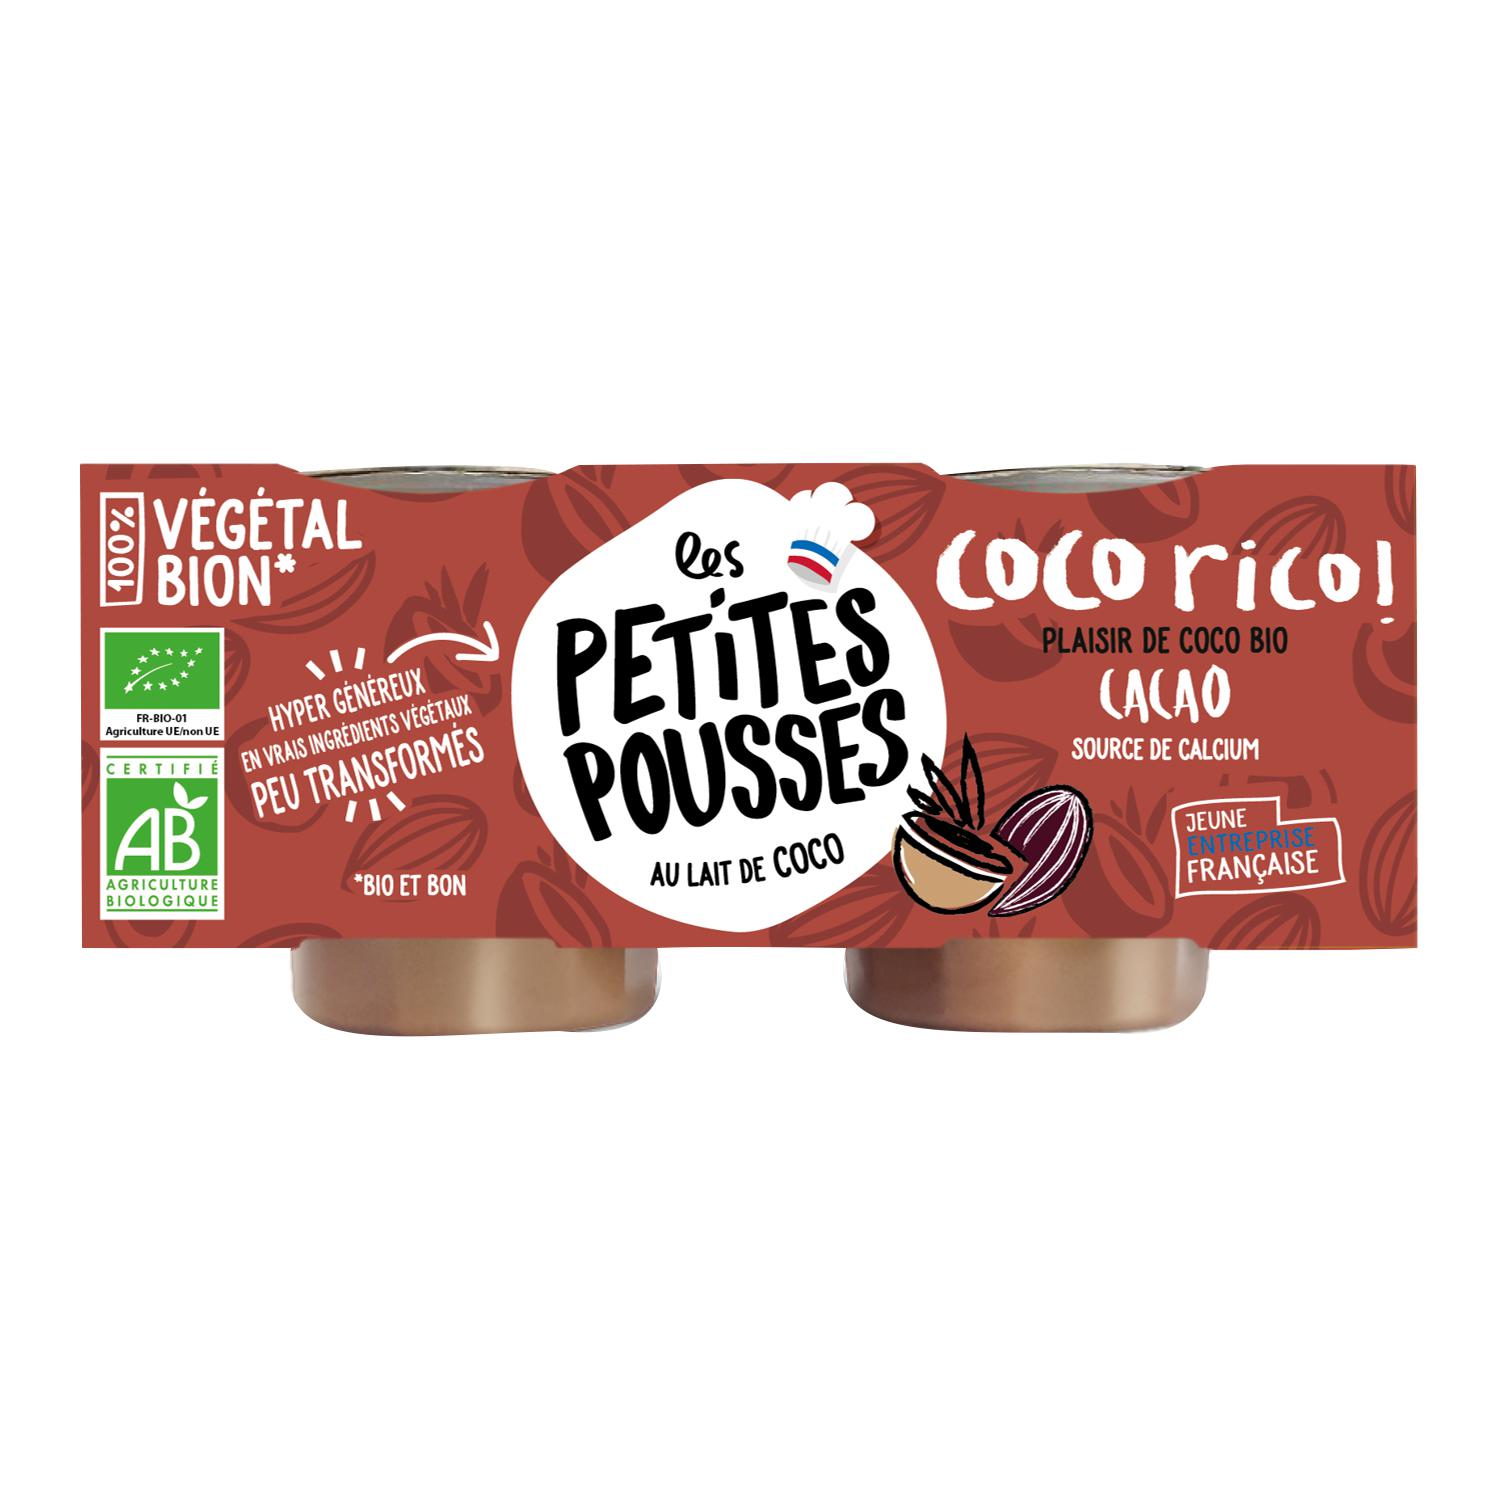 100%
VÉGÉTAL
BION*
FR-BIO-01
Agriculture UE/non UE
CERTIFIÉ
AB
AGRICULTURE
BIOLOGIQUE
HYPER GÉNÉREUX
EN VRAIS INGRÉDIENTS VÉGÉTAUX
PEU TRANSFORMÉS
*BIO ET BON
les
PETITES
POUSSES
AU LAIT DE COCO
COCO rico!
PLAISIR DE COCO BIO
CACAO
SOURCE DE CALCIUM
JEUNE
ENTREPRISE
FRANÇAISE